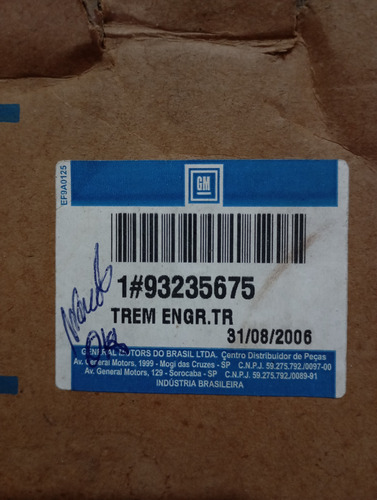 EF9A0125
GM
1#93235675
TREM ENGR.TR
31/08/2006
GENERAL MOTORS DO BRASIL LTDA. Centro Distribuidor de Peças
Av. General Motors, 1999 - Mogi das Cruzes - SP C.N.P.J. 59.275.792/0097-00
Av. General Motors, 129 - Sorocaba - SP C.N.P.J. 59.275.792/0089-91
INDÚSTRIA BRASILEIRA